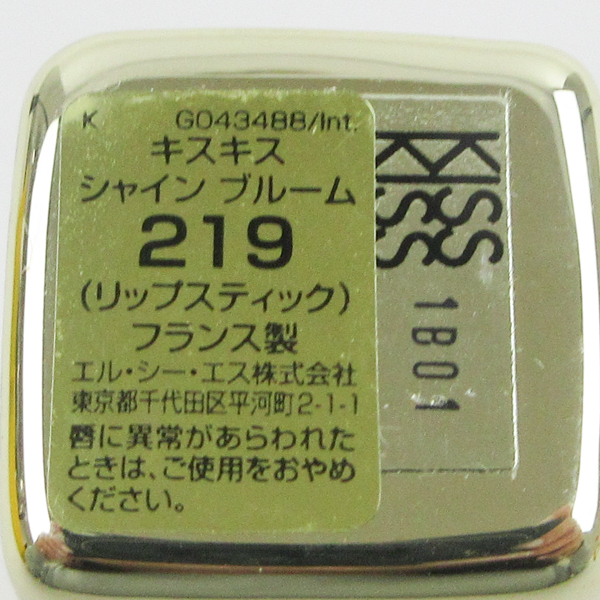 K G043488/Int.
キスキス
シャイン ブルーム
219
(リップスティック)
フランス製
エル・シー・エス株式会社
東京都千代田区平河町2-1-1
唇に異常があらわれた
ときは、ご使用をおやめ
ください。
KISS
KISS
1B01